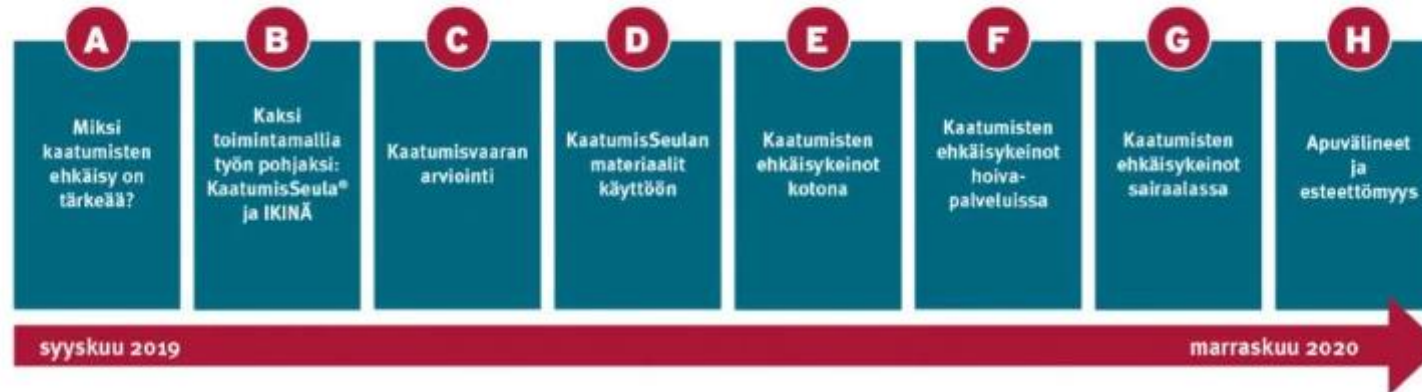 A
Miksi
kaatumisten
ehkäisy on
tärkeää?
B
Kaksi
toimintamallia
työn pohjaksi:
KaatumisSeula®
ja IKINÄ
C
Kaatumisvaaran
arviointi
D
KaatumisSeulan
materiaalit
käyttöön
E
Kaatumisten
ehkäisykeinot
kotona
F
Kaatumisten
ehkäisykeinot
hoiva-
palveluissa
G
Kaatumisten
ehkäisykeinot
sairaalassa
H
Apuvälineet
ja
esteettömyys
syyskuu 2019
marraskuu 2020